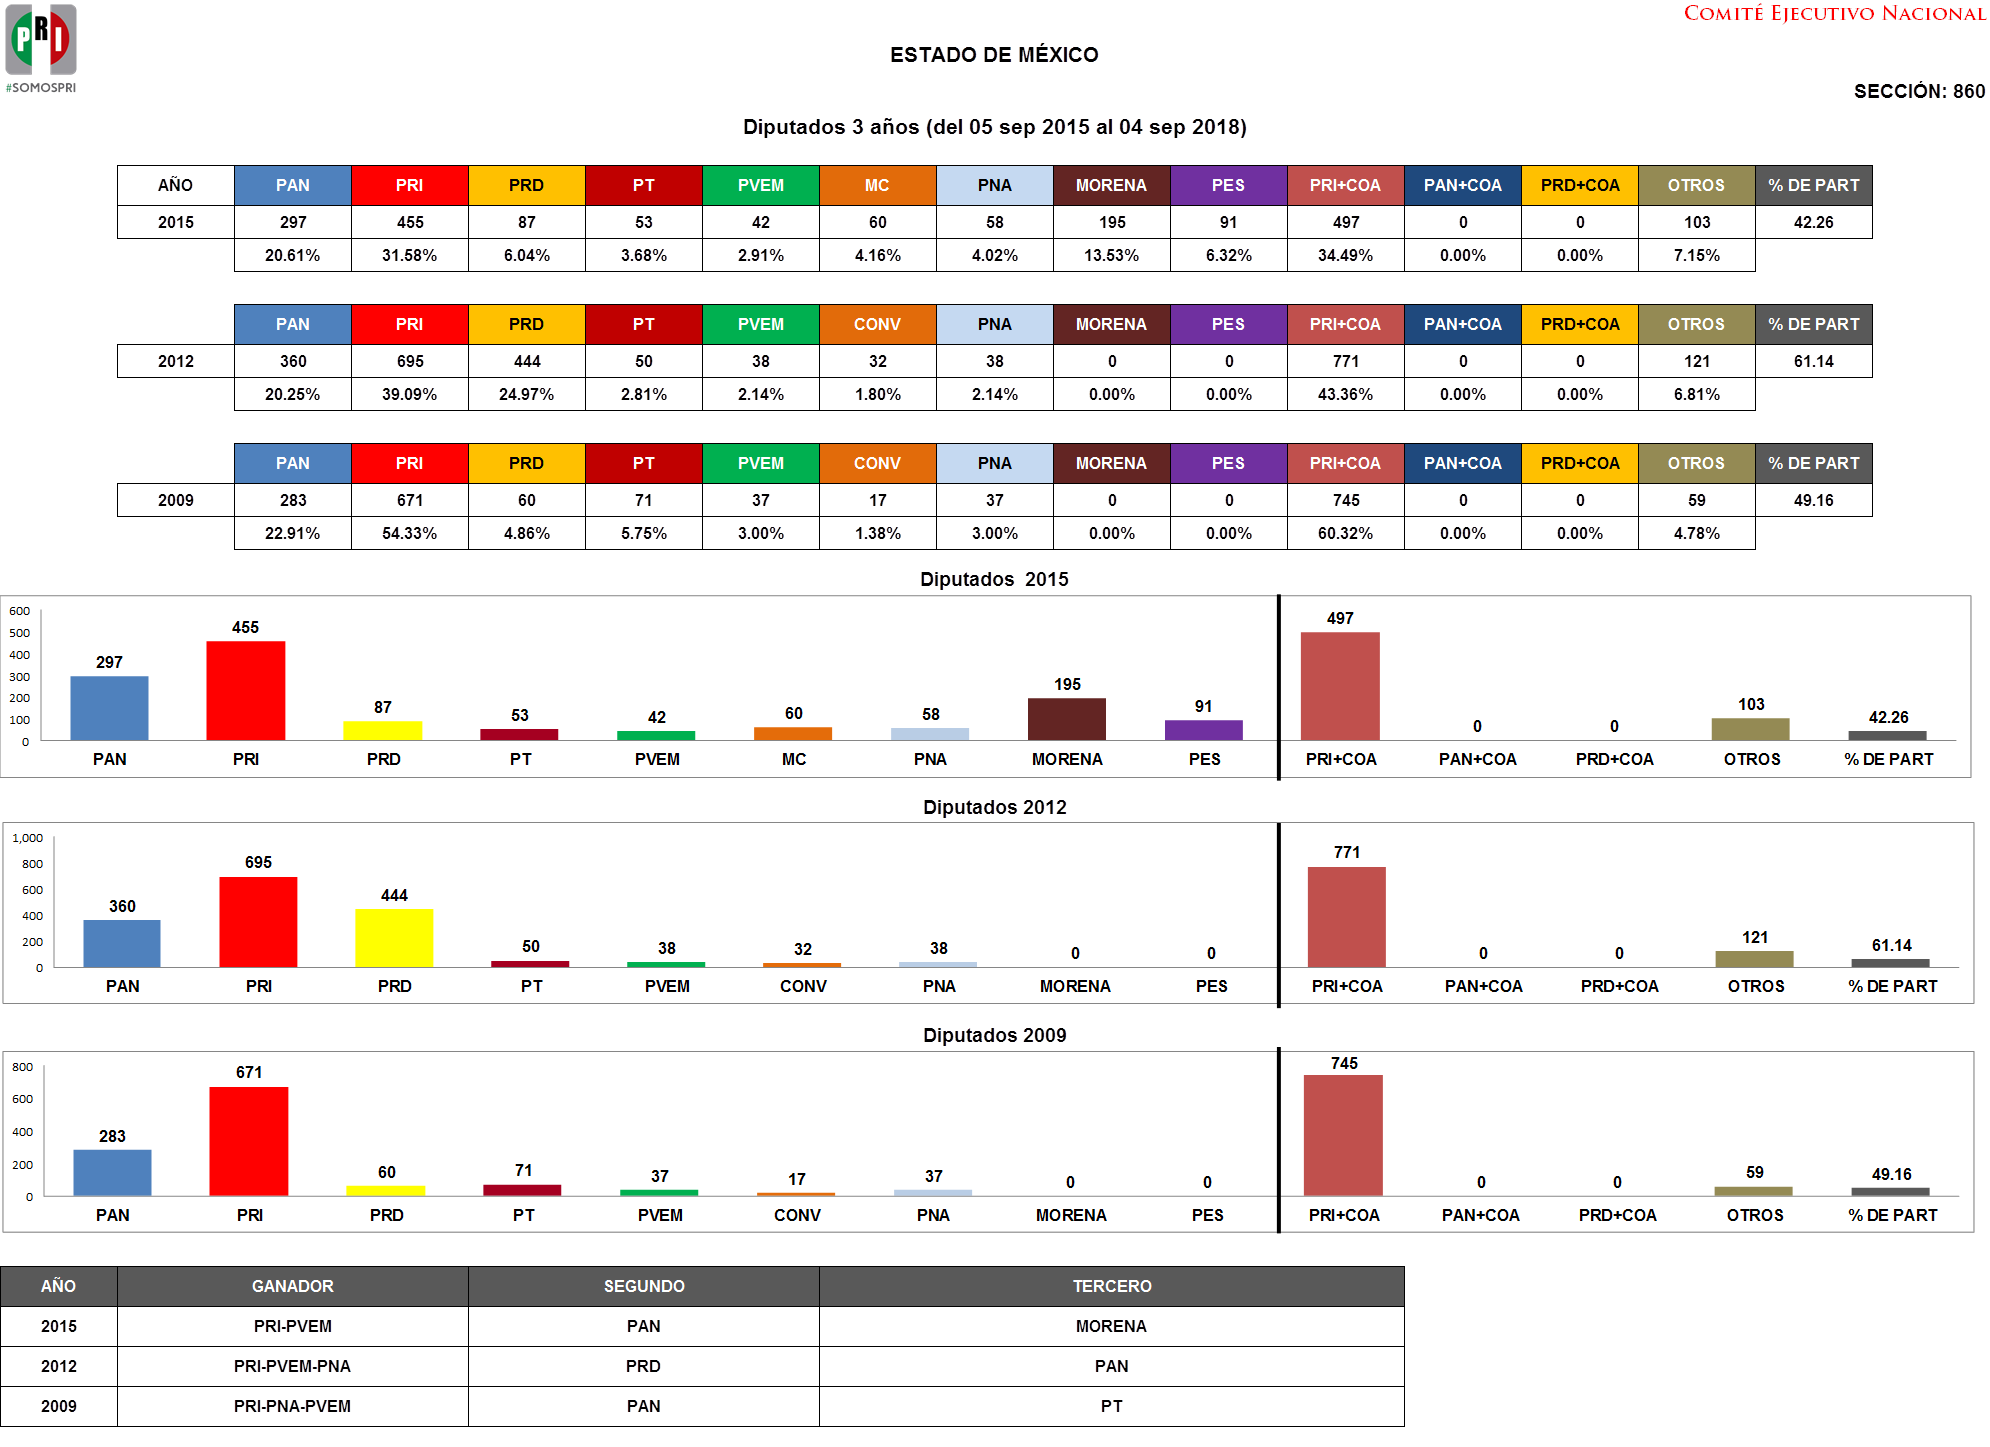 PRI
#SOMOSPRI
COMITÉ EJECUTIVO NACIONAL
ESTADO DE MÉXICO
SECCIÓN: 860
Diputados 3 años (del 05 sep 2015 al 04 sep 2018)
AÑO PAN PRI PRD PT PVEM MC PNA MORENA PES PRI+COA PAN+COA PRD+COA OTROS % DE PART
2015 297 455 87 53 42 60 58 195 91 497 0 0 103 42.26
20.61% 31.58% 6.04% 3.68% 2.91% 4.16% 4.02% 13.53% 6.32% 34.49% 0.00% 0.00% 7.15%
PAN PRI PRD PT PVEM CONV PNA MORENA PES PRI+COA PAN+COA PRD+COA OTROS % DE PART
2012 360 695 444 50 38 32 38 0 0 771 0 0 121 61.14
20.25% 39.09% 24.97% 2.81% 2.14% 1.80% 2.14% 0.00% 0.00% 43.36% 0.00% 0.00% 6.81%
PAN PRI PRD PT PVEM CONV PNA MORENA PES PRI+COA PAN+COA PRD+COA OTROS % DE PART
2009 283 671 60 71 37 17 37 0 0 745 0 0 59 49.16
22.91% 54.33% 4.86% 5.75% 3.00% 1.38% 3.00% 0.00% 0.00% 60.32% 0.00% 0.00% 4.78%
Diputados  2015
600
500
400
300
200
100
0
297 455 87 53 42 60 58 195 91 497 0 0 103 42.26
PAN PRI PRD PT PVEM MC PNA MORENA PES PRI+COA PAN+COA PRD+COA OTROS % DE PART
Diputados 2012
1,000
800
600
400
200
0
360 695 444 50 38 32 38 0 0 771 0 0 121 61.14
PAN PRI PRD PT PVEM CONV PNA MORENA PES PRI+COA PAN+COA PRD+COA OTROS % DE PART
Diputados 2009
800
600
400
200
0
283 671 60 71 37 17 37 0 0 745 0 0 59 49.16
PAN PRI PRD PT PVEM CONV PNA MORENA PES PRI+COA PAN+COA PRD+COA OTROS % DE PART
AÑO GANADOR SEGUNDO TERCERO
2015 PRI-PVEM PAN MORENA
2012 PRI-PVEM-PNA PRD PAN
2009 PRI-PNA-PVEM PAN PT